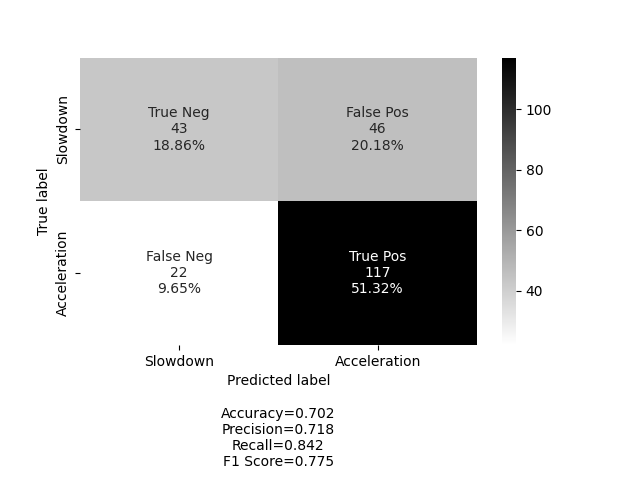 True Neg
43
18.86%
False Pos
46
20.18%
False Neg
22
9.65%
True Pos
117
51.32%
Slowdown
Acceleration
True label
Slowdown
Acceleration
Predicted label
100
80
60
40
Accuracy=0.702
Precision=0.718
Recall=0.842
F1 Score=0.775